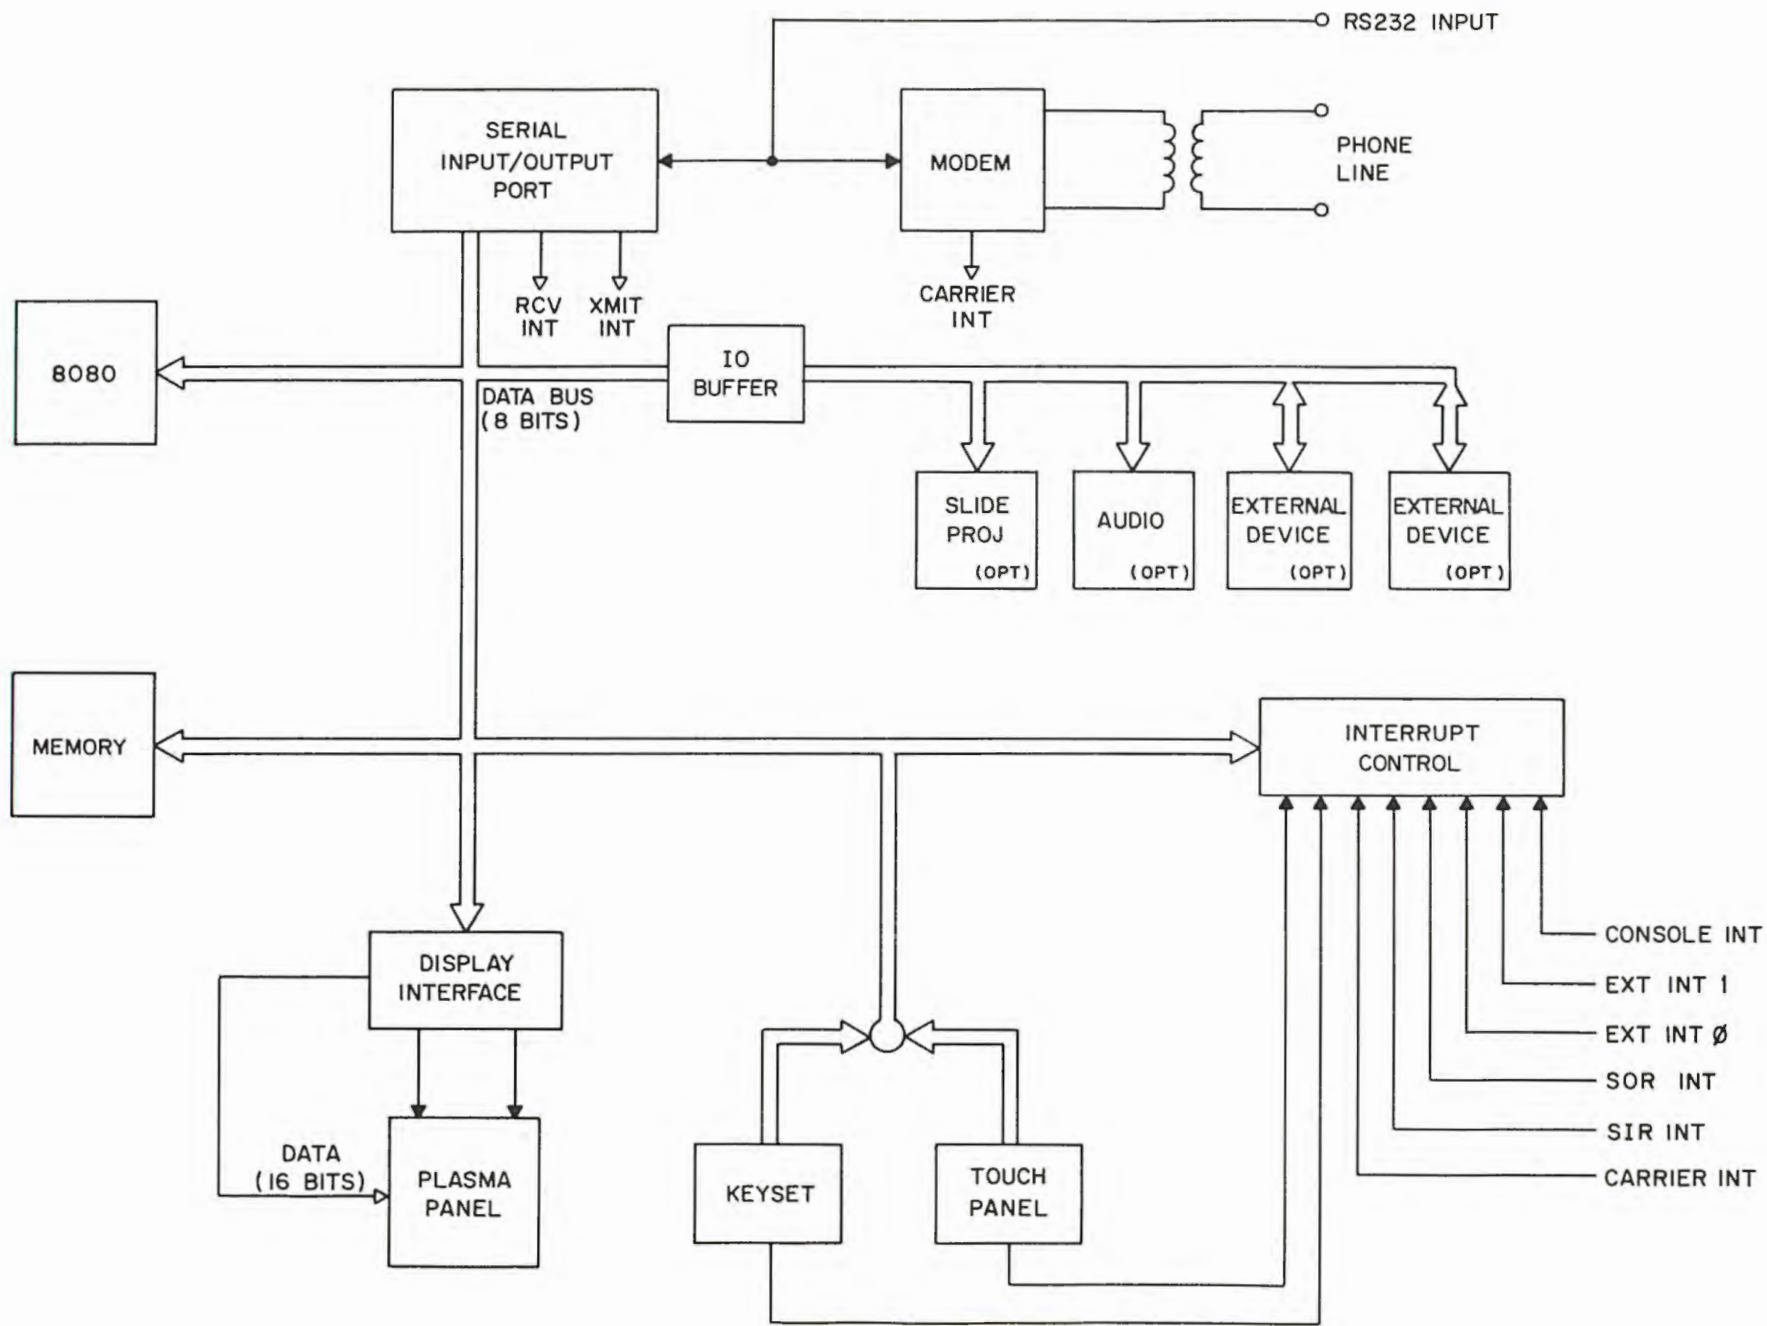 RS232 INPUT
SERIAL
INPUT/OUTPUT
PORT
MODEM
PHONE
LINE
RCV
INT
XMIT
INT
CARRIER
INT
8080
IO
BUFFER
DATA BUS
(8 BITS)
SLIDE
PROJ
(OPT)
AUDIO
(OPT)
EXTERNAL
DEVICE
(OPT)
EXTERNAL
DEVICE
(OPT)
MEMORY
INTERRUPT
CONTROL
DISPLAY
INTERFACE
CONSOLE INT
EXT INT 1
EXT INT Ø
SOR INT
SIR INT
CARRIER INT
DATA
(16 BITS)
PLASMA
PANEL
KEYSET
TOUCH
PANEL